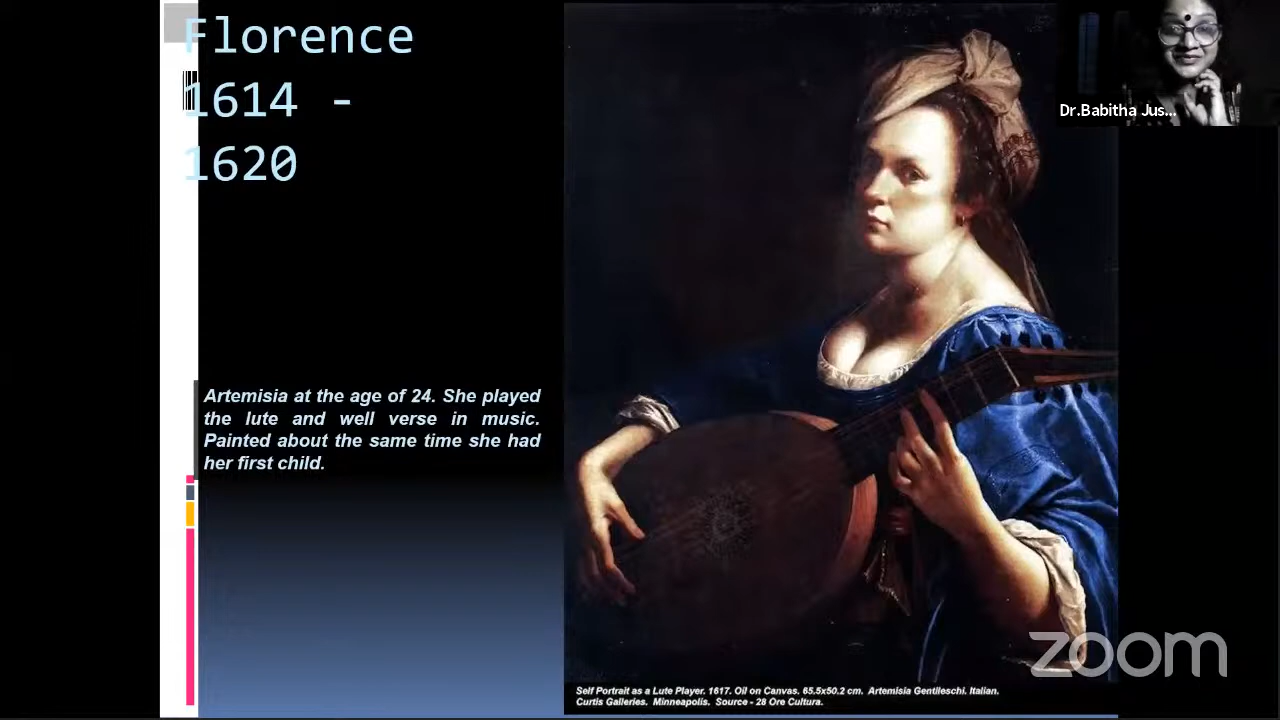 Florence
1614 -
1620
Dr.Babitha Jus...
Artemisia at the age of 24. She played
the lute and well verse in music.
Painted about the same time she had
her first child.
zoom
Self Portrait as a Lute Player. 1617. Oil on Canvas. 65.5x50.2 cm. Artemisia Gentileschi. Italian.
Curtis Galleries. Minneapolis. Source - 28 Ore Cultura.